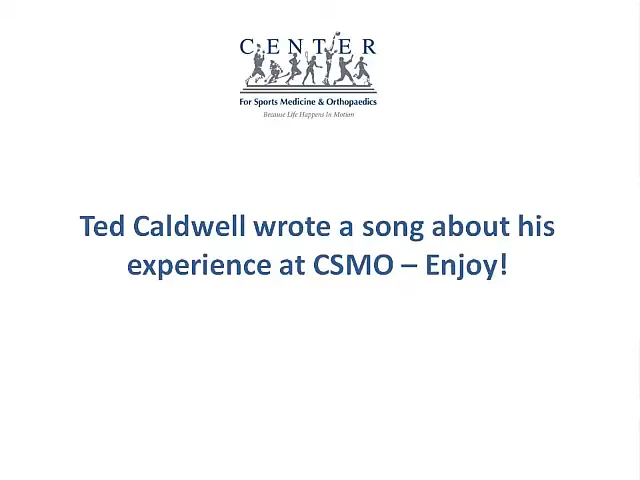 CENTER
For Sports Medicine & Orthopaedics
Because Life Happens In Motion
Ted Caldwell wrote a song about his
experience at CSMO – Enjoy!